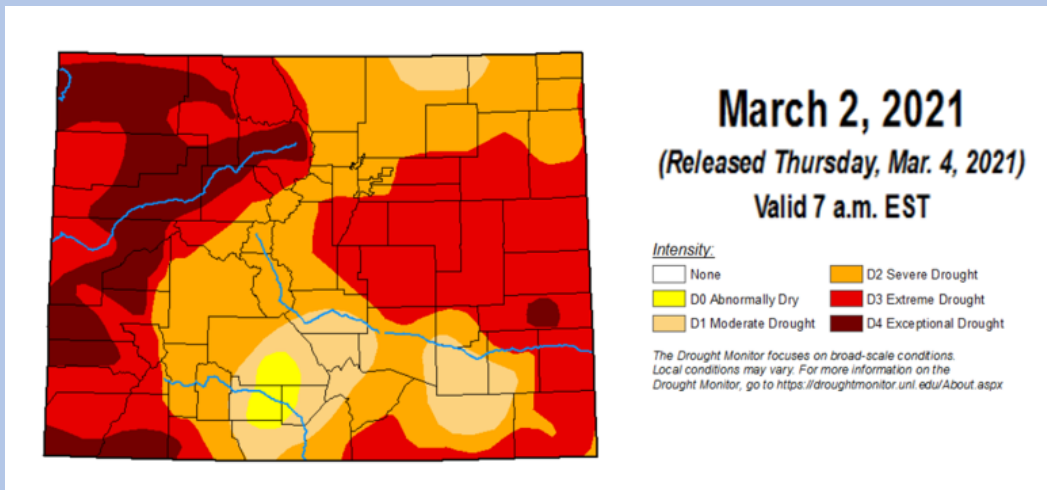 March 2, 2021
(Released Thursday, Mar. 4, 2021)
Valid 7 a.m. EST
Intensity:
None
D0 Abnormally Dry
D1 Moderate Drought
D2 Severe Drought
D3 Extreme Drought
D4 Exceptional Drought
The Drought Monitor focuses on broad-scale conditions.
Local conditions may vary. For more information on the
Drought Monitor, go to https://droughtmonitor.unl.edu/About.aspx